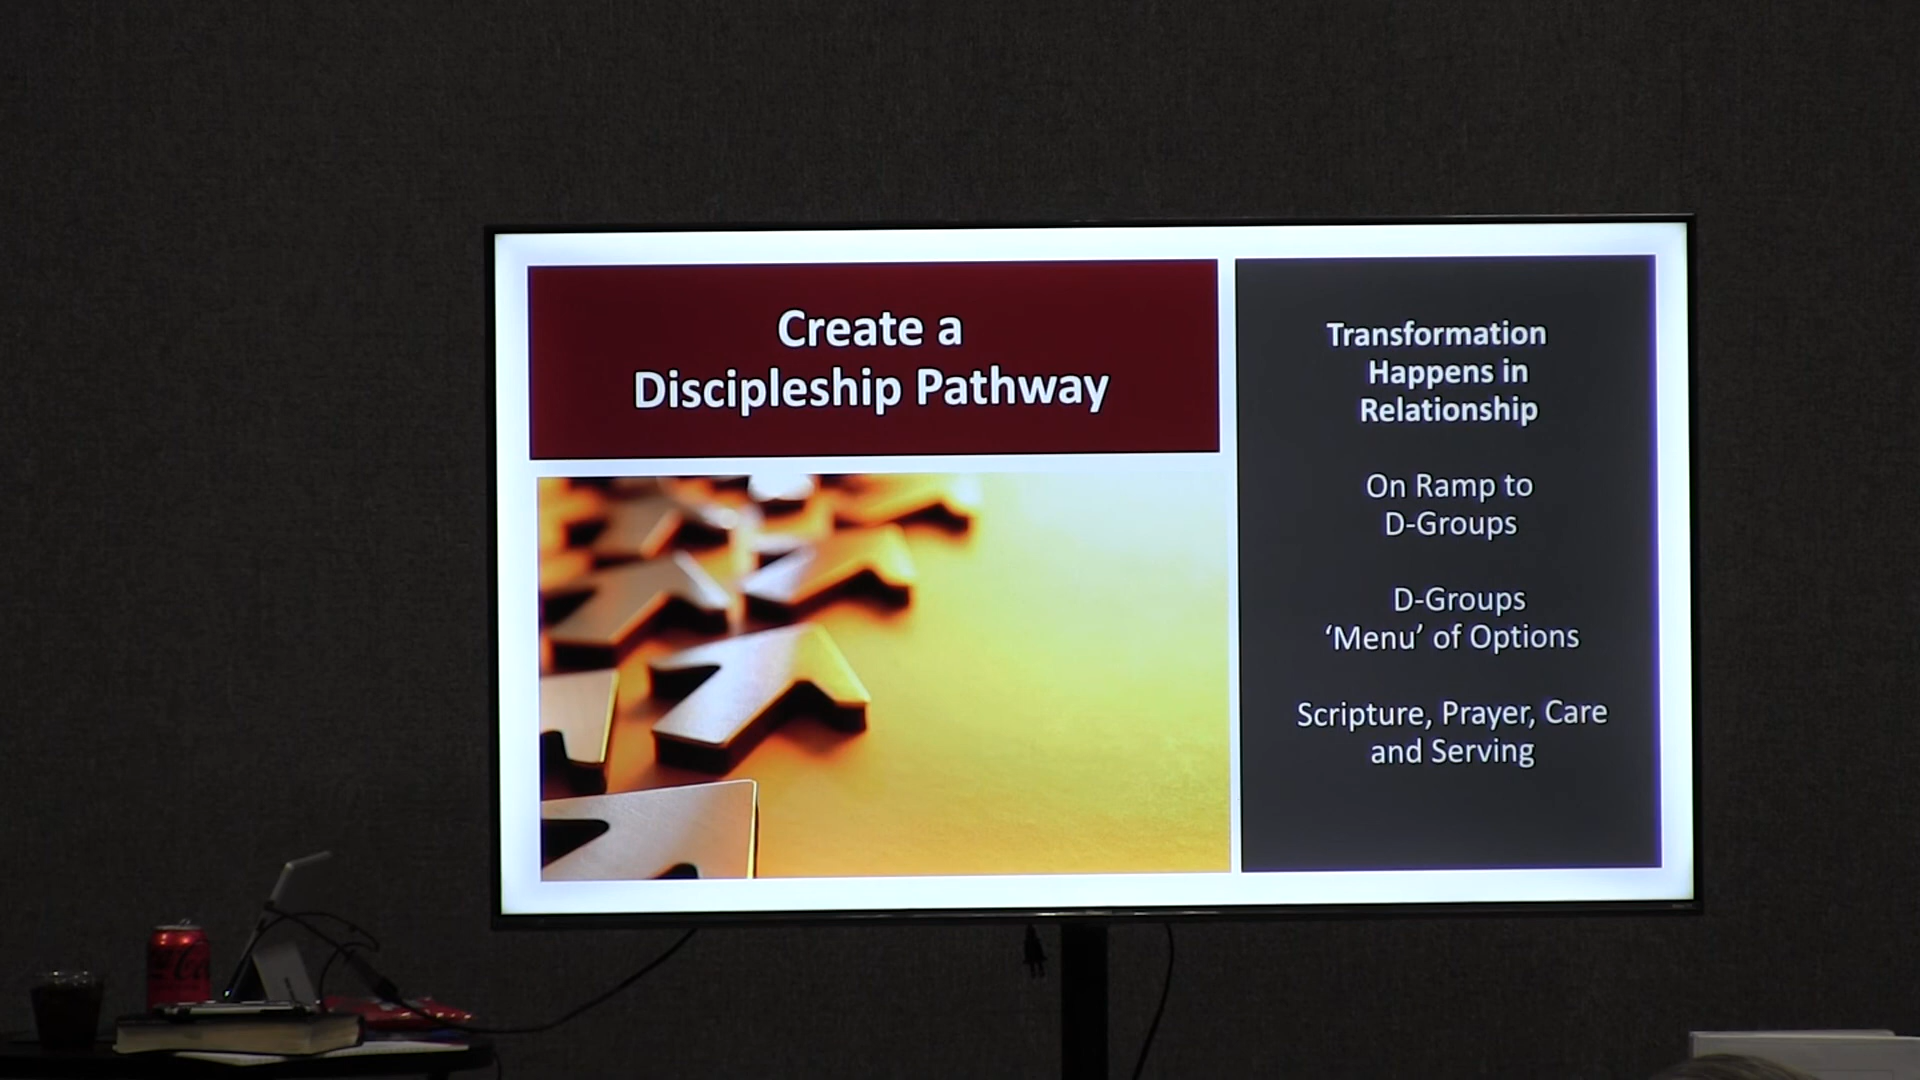 Create a
Discipleship Pathway
Transformation
Happens in
Relationship
On Ramp to
D-Groups
D-Groups
‘Menu’ of Options
Scripture, Prayer, Care
and Serving